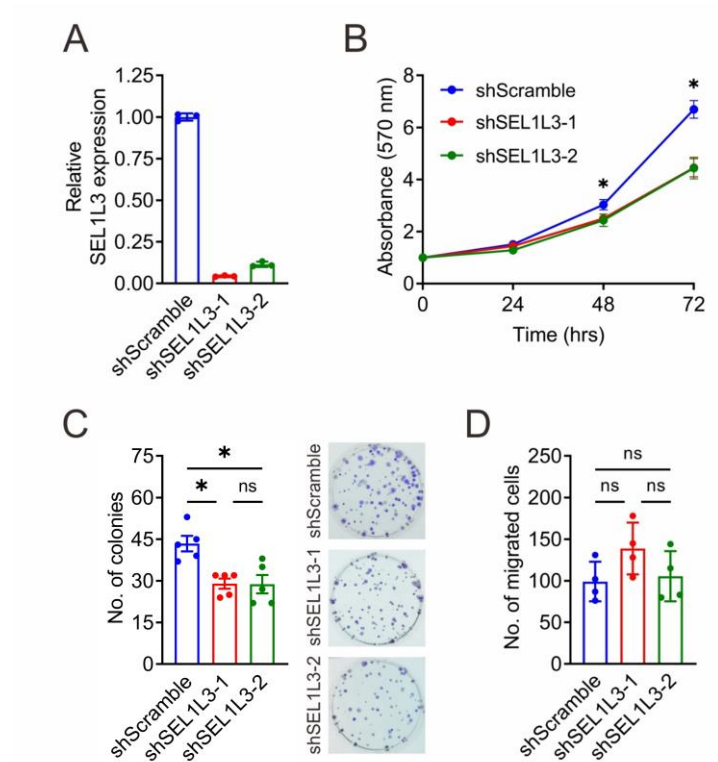 A
Relative
SEL1L3 expression
1.25
1.00
0.75
0.50
0.25
0.00
shScramble
shSEL1L3-1
shSEL1L3-2
B
Absorbance (570 nm)
8
6
4
2
0
shScramble
shSEL1L3-1
shSEL1L3-2
*
*
0 24 48 72
Time (hrs)
C
No. of colonies
75
60
45
30
15
0
*
* ns
shScramble
shSEL1L3-1
shSEL1L3-2
shScramble
shSEL1L3-1
shSEL1L3-2
D
No. of migrated cells
250
200
150
100
50
0
ns
ns ns
shScramble
shSEL1L3-1
shSEL1L3-2